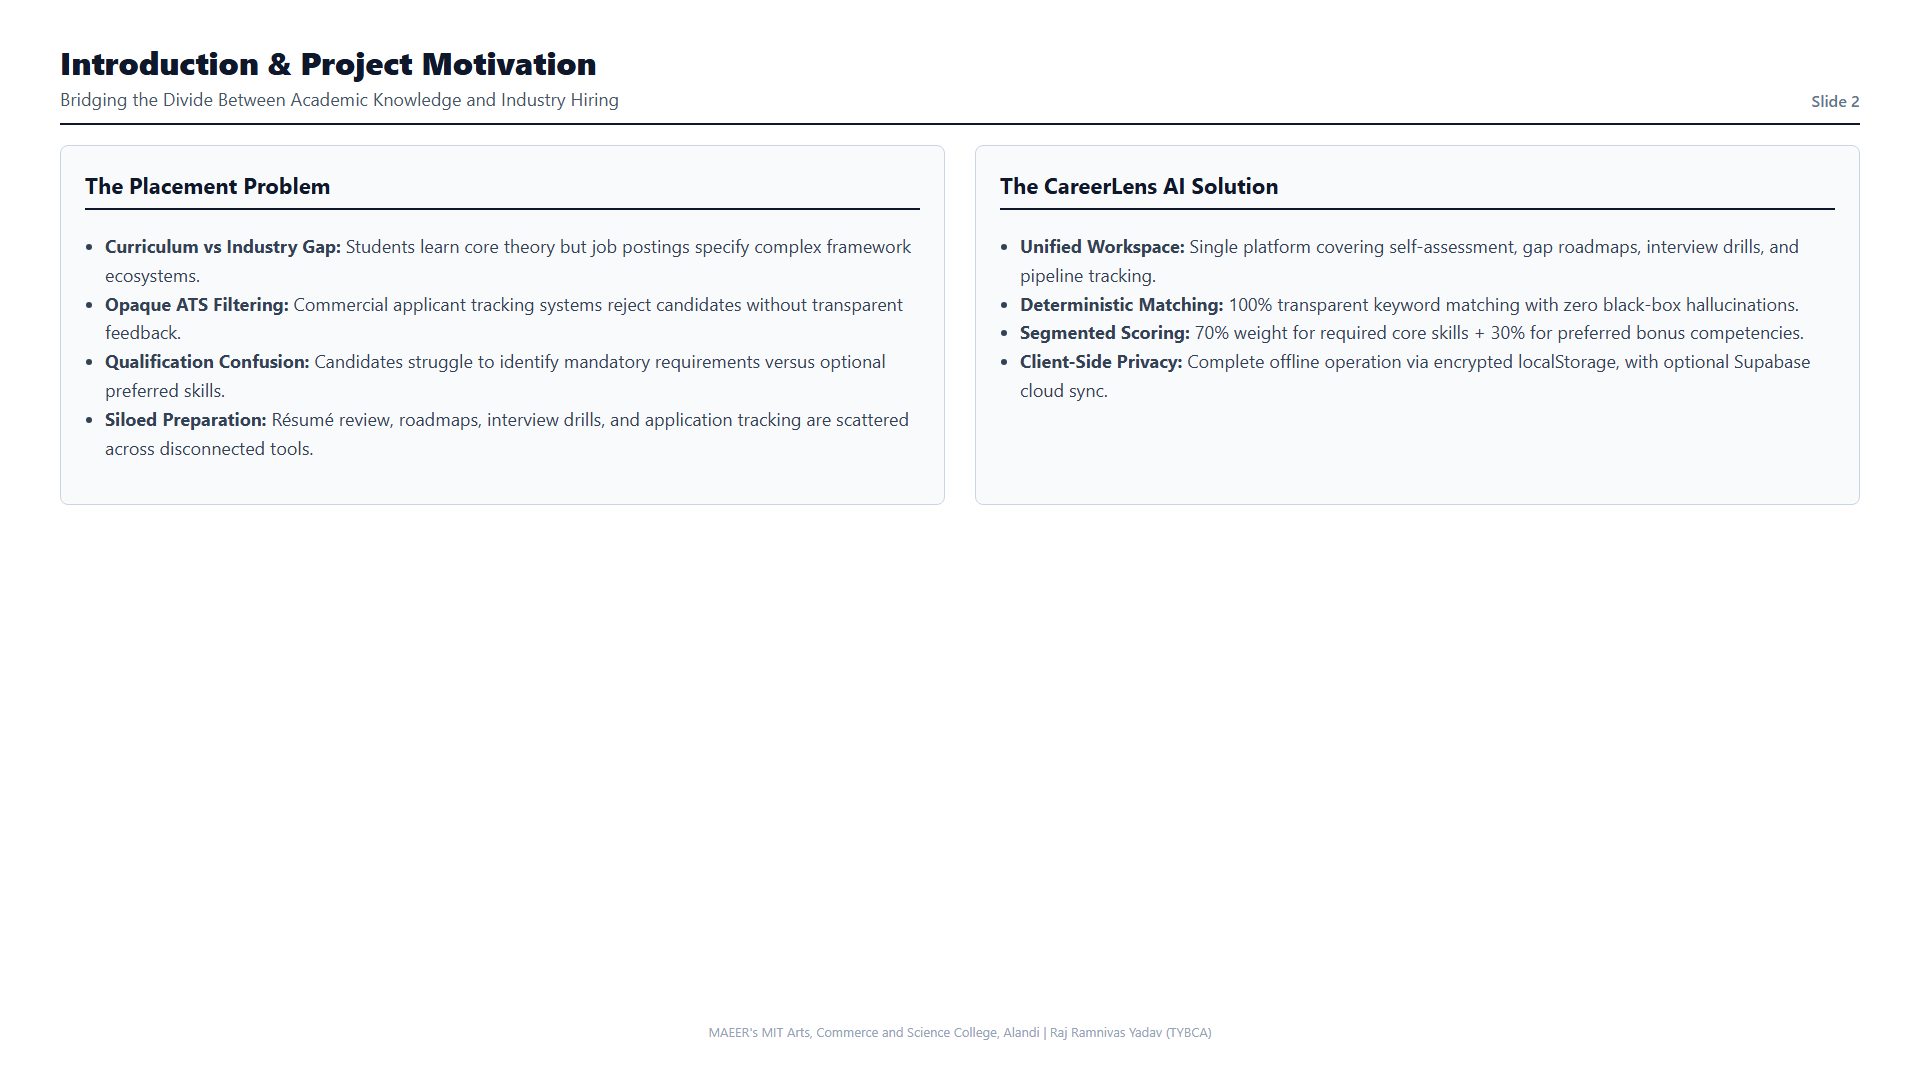 Introduction & Project Motivation
Bridging the Divide Between Academic Knowledge and Industry Hiring
Slide 2
The Placement Problem
• Curriculum vs Industry Gap: Students learn core theory but job postings specify complex framework
ecosystems.
• Opaque ATS Filtering: Commercial applicant tracking systems reject candidates without transparent
feedback.
• Qualification Confusion: Candidates struggle to identify mandatory requirements versus optional
preferred skills.
• Siloed Preparation: Résumé review, roadmaps, interview drills, and application tracking are scattered
across disconnected tools.
The CareerLens AI Solution
• Unified Workspace: Single platform covering self-assessment, gap roadmaps, interview drills, and
pipeline tracking.
• Deterministic Matching: 100% transparent keyword matching with zero black-box hallucinations.
• Segmented Scoring: 70% weight for required core skills + 30% for preferred bonus competencies.
• Client-Side Privacy: Complete offline operation via encrypted localStorage, with optional Supabase
cloud sync.
MAEER's MIT Arts, Commerce and Science College, Alandi | Raj Ramnivas Yadav (TYBCA)